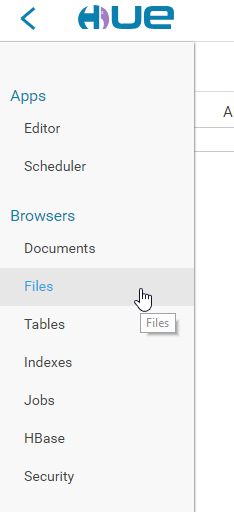 HUE
A
Apps
Editor
Scheduler
Browsers
Documents
Files
Files
Tables
Indexes
Jobs
HBase
Security